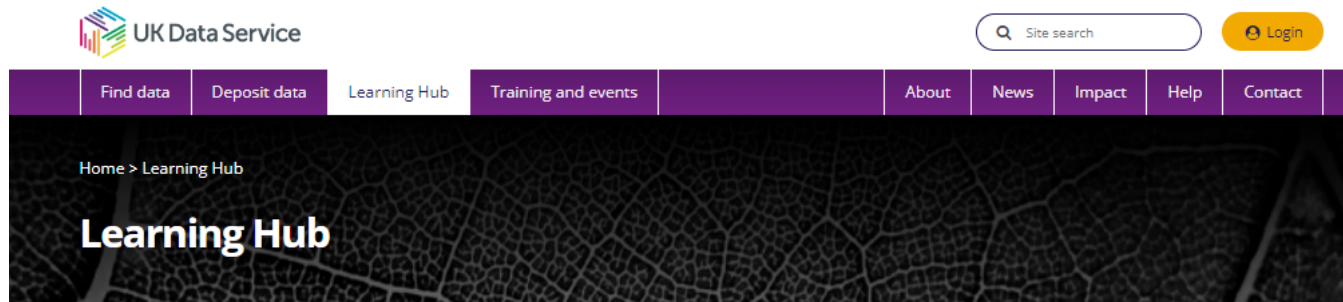 UK Data Service
Site search
Login
Find data Deposit data Learning Hub Training and events About News Impact Help Contact
Home > Learning Hub
Learning Hub